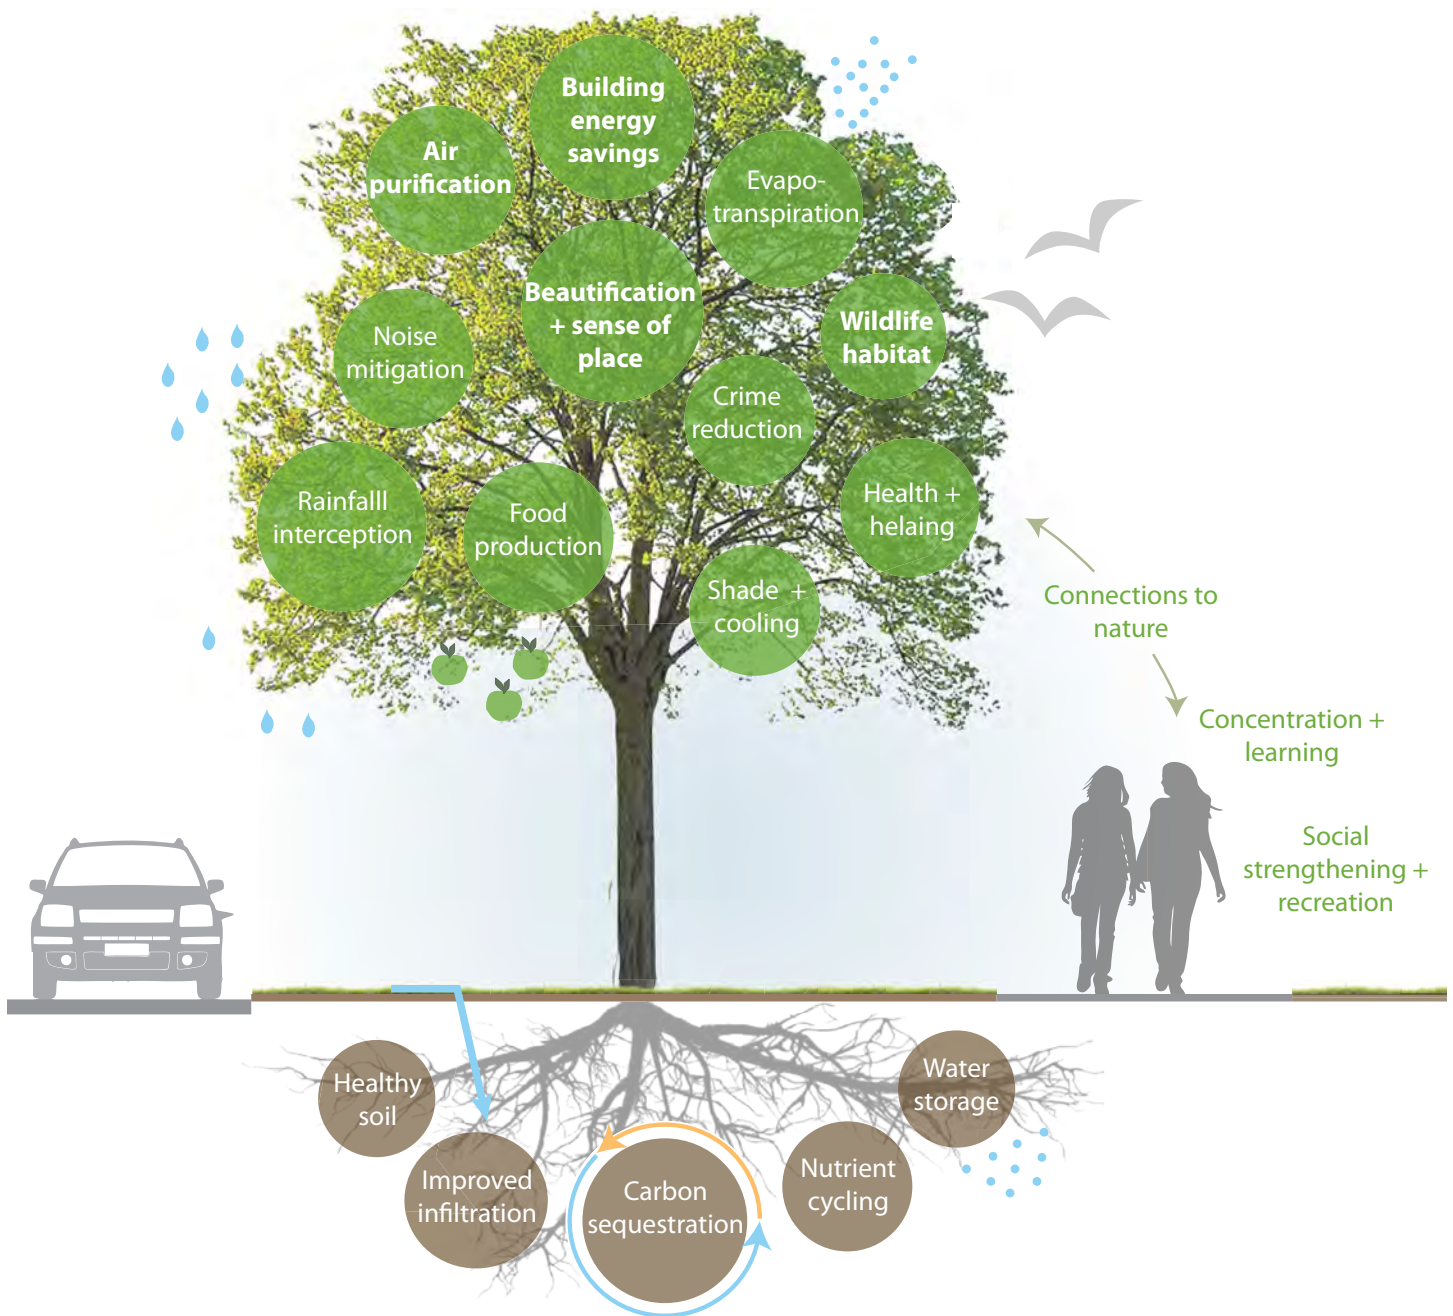 Building
energy
savings
Air
purification
Evapo-
transpiration
Beautification
+ sense of
place
Wildlife
habitat
Noise
mitigation
Crime
reduction
Rainfalll
interception
Food
production
Health +
helaing
Shade +
cooling
Connections to
nature
Concentration +
learning
Social
strengthening +
recreation
Healthy
soil
Water
storage
Improved
infiltration
Carbon
sequestration
Nutrient
cycling